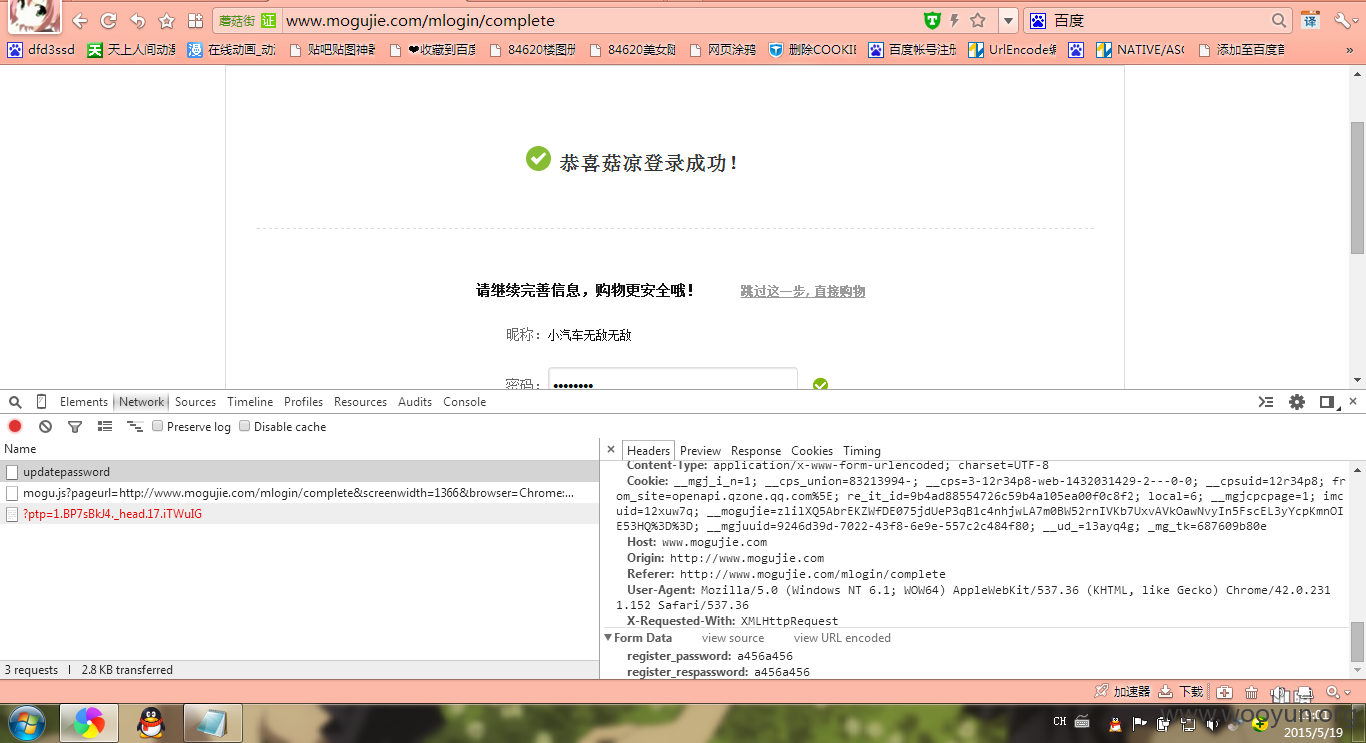 蘑菇街 证 www.mogujie.com/mlogin/complete 百度 译
dfd3ssd 天上人间动漫 在线动画_动 贴吧贴图神器 ❤收藏到百度 84620楼图册 84620美女贴 网页涂鸦 删除COOKIE 百度帐号注册 UrlEncode编 NATIVE/ASC 添加至百度首 »
恭喜菇凉登录成功！
请继续完善信息，购物更安全哦！ 跳过这一步，直接购物
昵称： 小汽车无敌无敌
密码： ••••••••
Elements Network Sources Timeline Profiles Resources Audits Console
Preserve log Disable cache
Name × Headers Preview Response Cookies Timing
updatepassword
mogu.js?pageurl=http://www.mogujie.com/mlogin/complete&screenwidth=1366&browser=Chrome:...
?ptp=1.BP7sBkJ4._head.17.iTWuIG
Content-Type: application/x-www-form-urlencoded; charset=UTF-8
Cookie: __mgj_i_n=1; __cps_union=83213994-; __cps=3-12r34p8-web-1432031429-2---0-0; __cpsuid=12r34p8; fr
om_site=openapi.qzone.qq.com%5E; re_it_id=9b4ad88554726c59b4a105ea00f0c8f2; local=6; __mgjcpcpage=1; imc
uid=12xuw7q; __mogujie=zlilXQ5AbrEKZWfDE075jdUeP3qB1c4nhjwLA7m0BW52rnIVKb7UxvAVkOawNvyIn5FscEL3yYcpKmnOI
E53HQ%3D%3D; __mgjuuid=9246d39d-7022-43f8-6e9e-557c2c484f80; __ud_=13ayq4g; _mg_tk=687609b80e
Host: www.mogujie.com
Origin: http://www.mogujie.com
Referer: http://www.mogujie.com/mlogin/complete
User-Agent: Mozilla/5.0 (Windows NT 6.1; WOW64) AppleWebKit/537.36 (KHTML, like Gecko) Chrome/42.0.231
1.152 Safari/537.36
X-Requested-With: XMLHttpRequest
Form Data view source view URL encoded
register_password: a456a456
register_respassword: a456a456
3 requests | 2.8 KB transferred
加速器 下载
CH 19:01
www.wooyun.org
2015/5/19